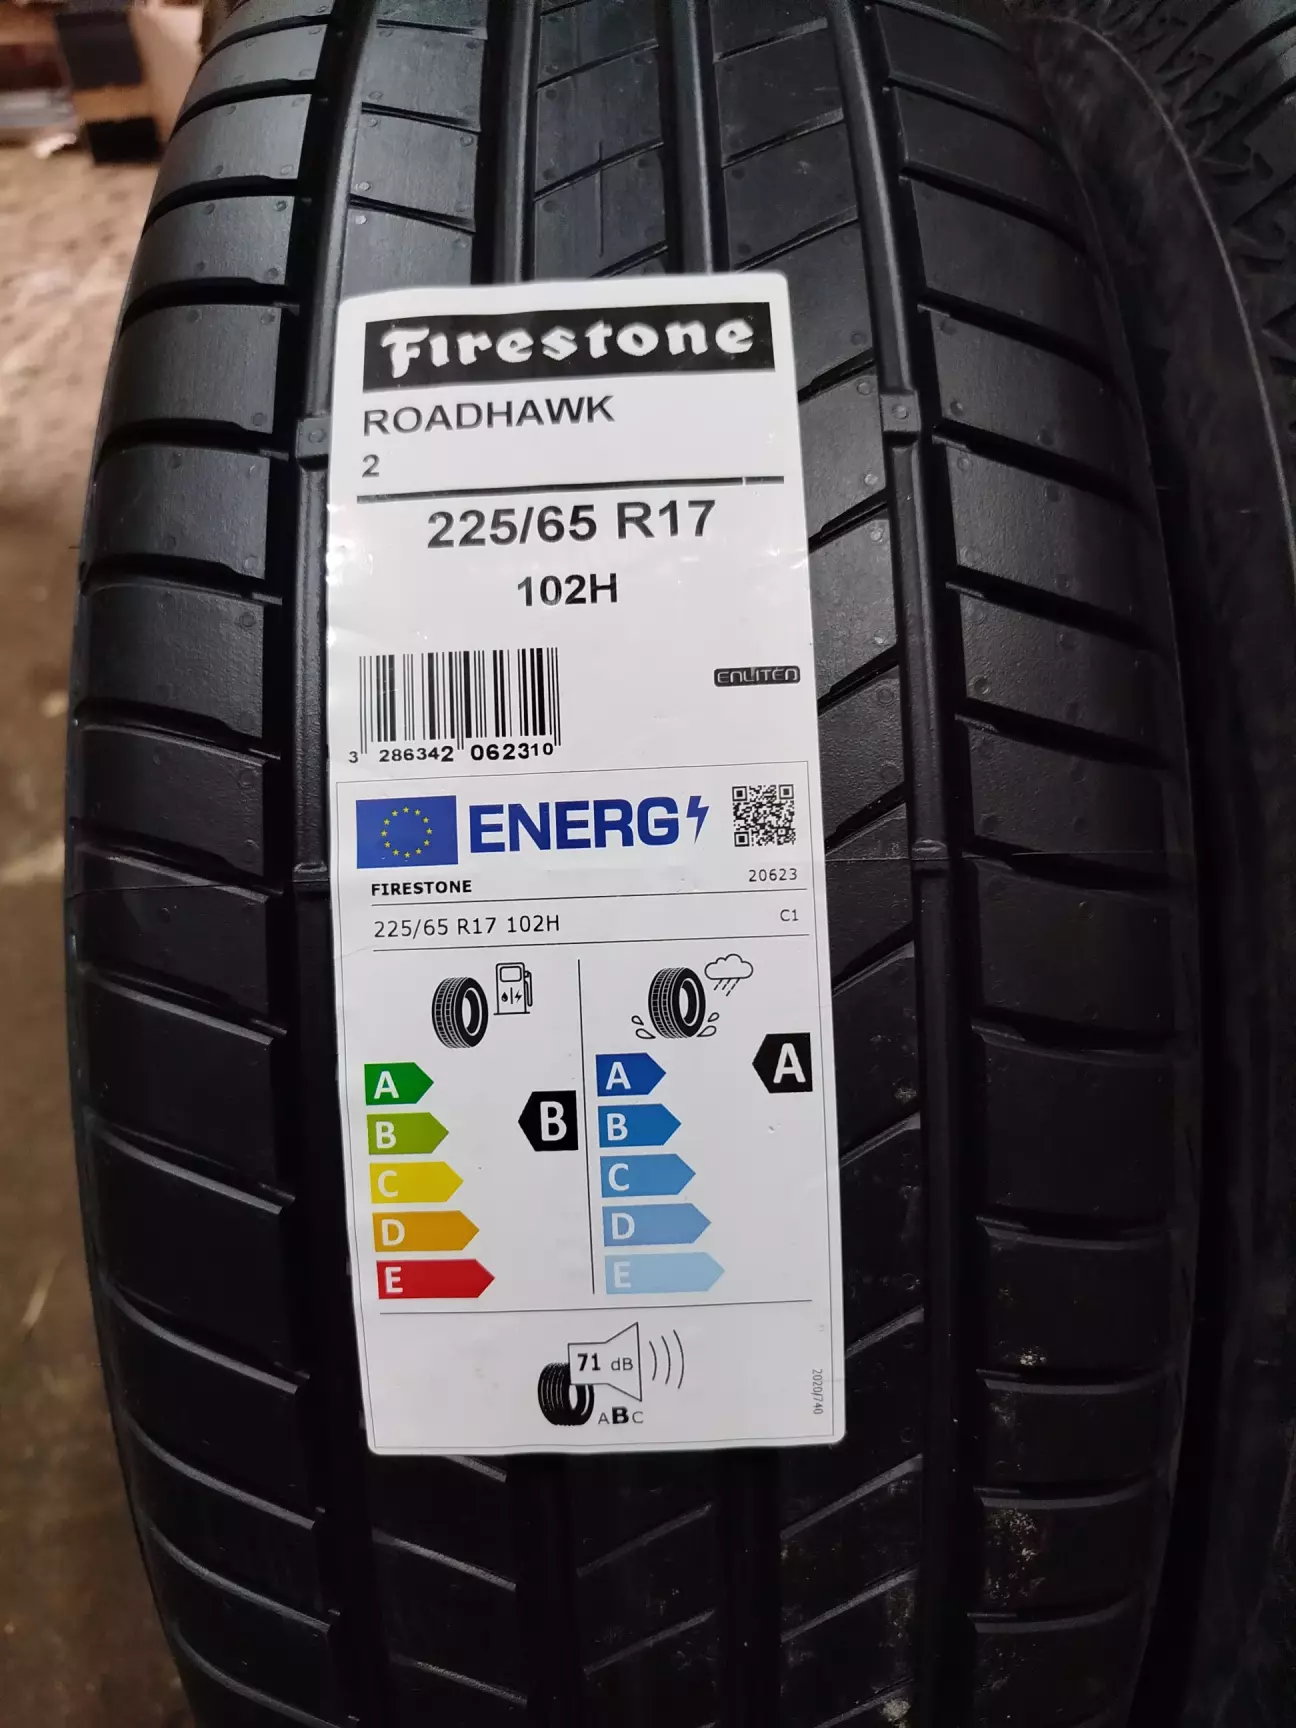 Firestone
ROADHAWK
2
225/65 R17
102H
ENLITEN
3 286342 062310
ENERG
FIRESTONE
20623
225/65 R17 102H
C1
A
B
C
D
E
B
A
B
C
D
E
A
71 dB
ABC
2020/740